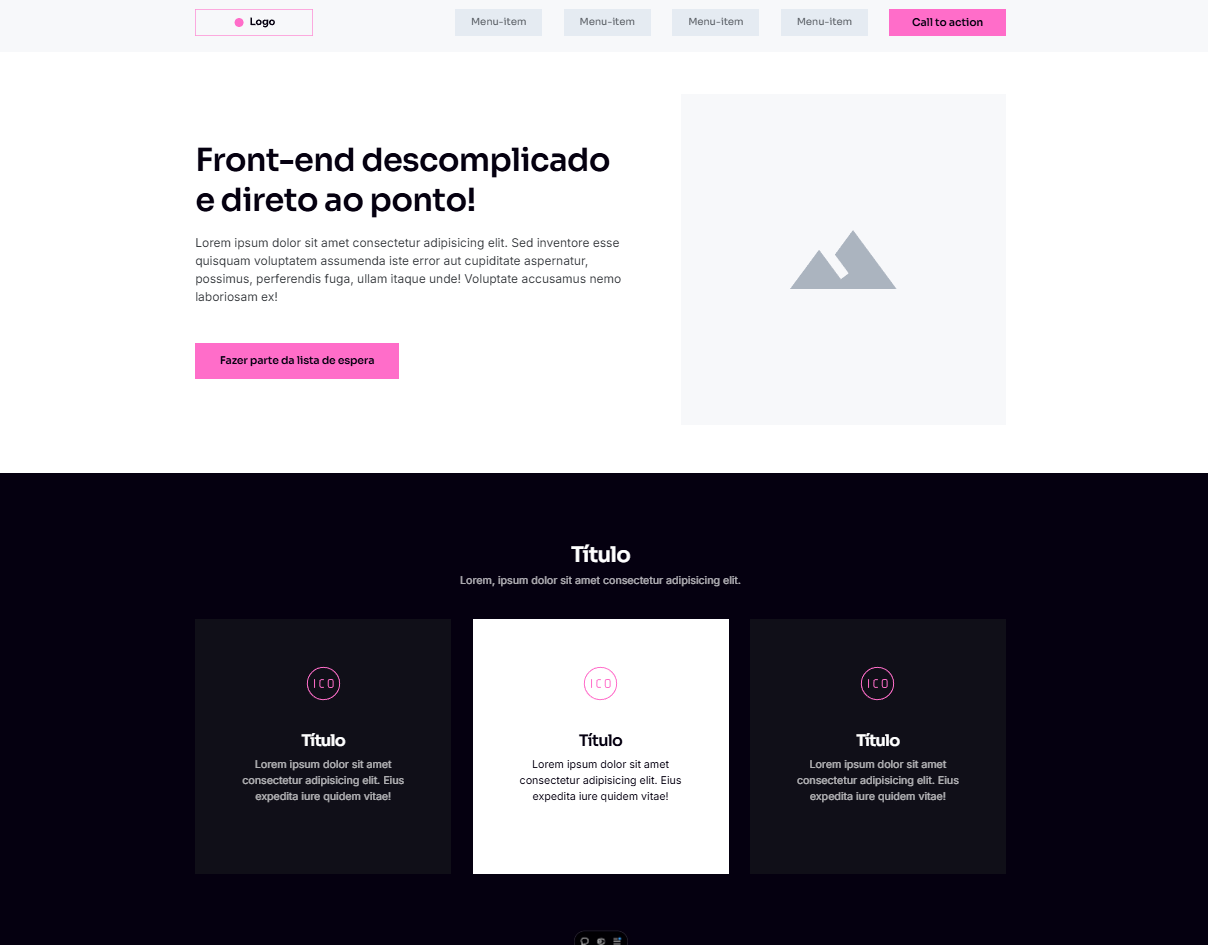 Logo
Menu-item
Menu-item
Menu-item
Menu-item
Call to action
Front-end descomplicado
e direto ao ponto!
Lorem ipsum dolor sit amet consectetur adipisicing elit. Sed inventore esse
quisquam voluptatem assumenda iste error aut cupiditate aspernatur,
possimus, perferendis fuga, ullam itaque unde! Voluptate accusamus nemo
laboriosam ex!
Fazer parte da lista de espera
Título
Lorem, ipsum dolor sit amet consectetur adipisicing elit.
ICO
Título
Lorem ipsum dolor sit amet
consectetur adipisicing elit. Eius
expedita iure quidem vitae!
ICO
Título
Lorem ipsum dolor sit amet
consectetur adipisicing elit. Eius
expedita iure quidem vitae!
ICO
Título
Lorem ipsum dolor sit amet
consectetur adipisicing elit. Eius
expedita iure quidem vitae!